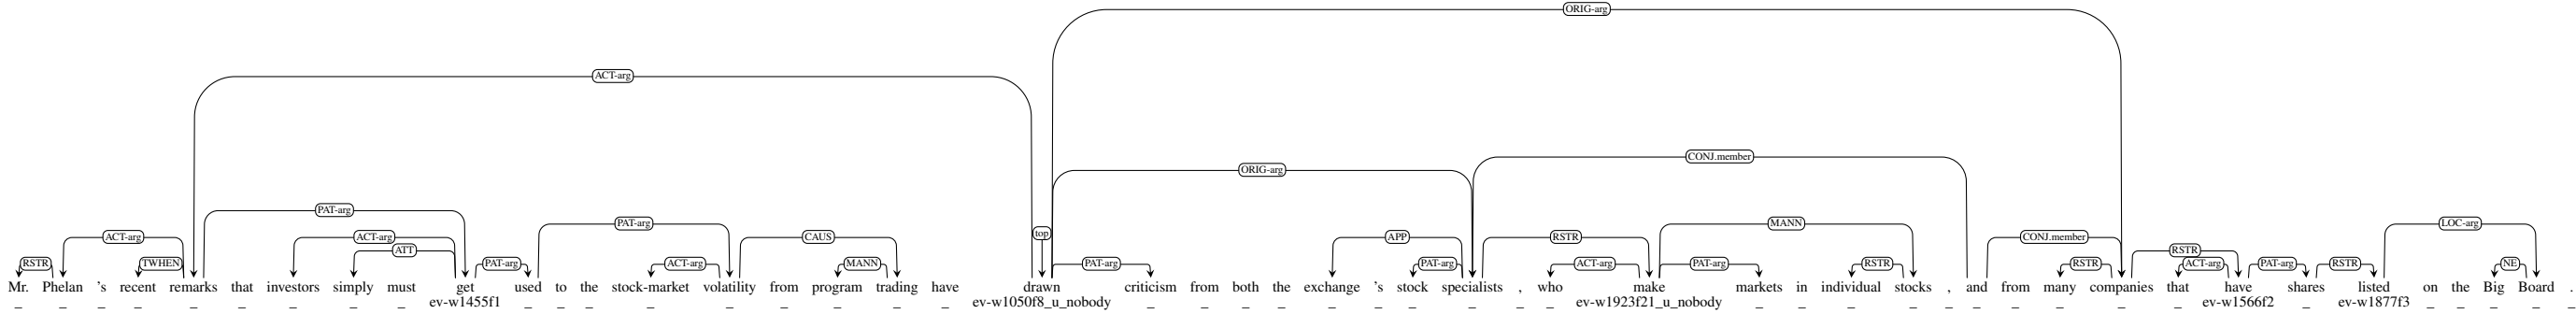 ORIG-arg
ACT-arg
CONJ.member
ORIG-arg
PAT-arg
PAT-arg MANN LOC-arg
top
ACT-arg ACT-arg CAUS APP RSTR CONJ.member
ATT RSTR
RSTR TWHEN PAT-arg ACT-arg MANN PAT-arg PAT-arg ACT-arg PAT-arg RSTR RSTR ACT-arg PAT-arg RSTR NE
Mr. Phelan 's recent remarks that investors simply must get used to the stock-market volatility from program trading have drawn criticism from both the exchange 's stock specialists , who make markets in individual stocks , and from many companies that have shares listed on the Big Board .
_ _ _ _ _ _ _ _ _ ev-w1455f1 _ _ _ _ _ _ _ _ _ ev-w1050f8_u_nobody _ _ _ _ _ _ _ _ _ _ ev-w1923f21_u_nobody _ _ _ _ _ _ _ _ _ _ ev-w1566f2 _ ev-w1877f3 _ _ _ _ _